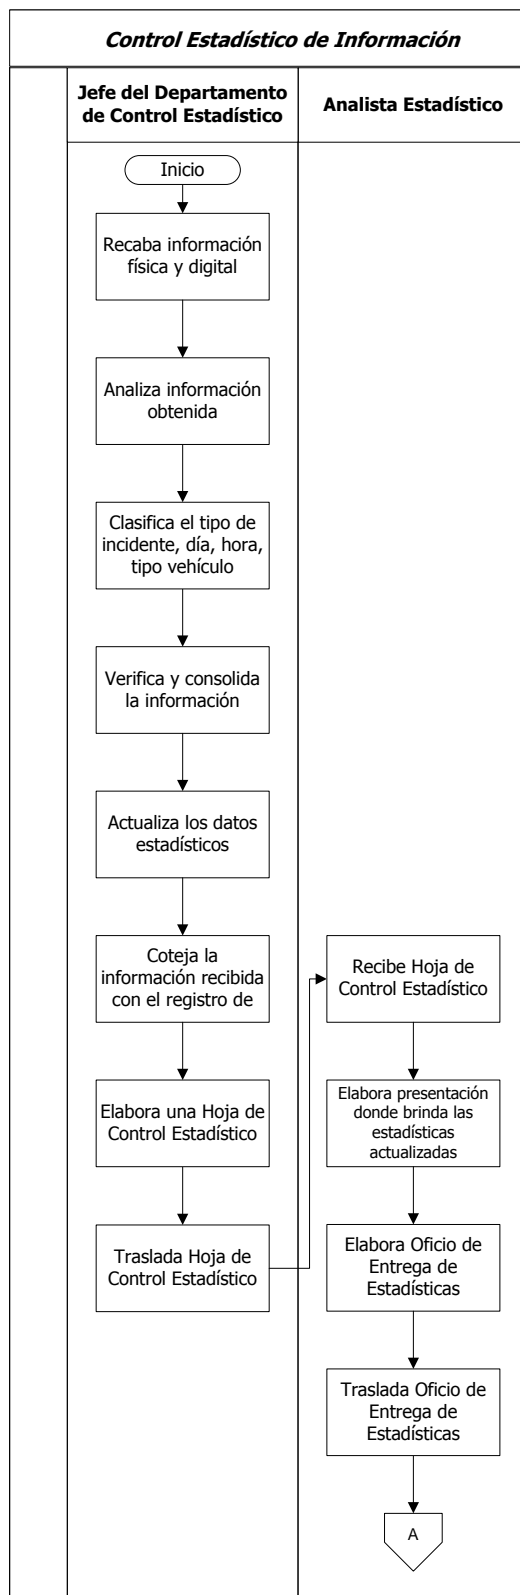 Control Estadístico de Información
Jefe del Departamento
de Control Estadístico
Analista Estadístico
Inicio
Recaba información
física y digital
Analiza información
obtenida
Clasifica el tipo de
incidente, día, hora,
tipo vehículo
Verifica y consolida
la información
Actualiza los datos
estadísticos
Coteja la
información recibida
con el registro de
Elabora una Hoja de
Control Estadístico
Traslada Hoja de
Control Estadístico
Recibe Hoja de
Control Estadístico
Elabora presentación
donde brinda las
estadísticas
actualizadas
Elabora Oficio de
Entrega de
Estadísticas
Traslada Oficio de
Entrega de
Estadísticas
A